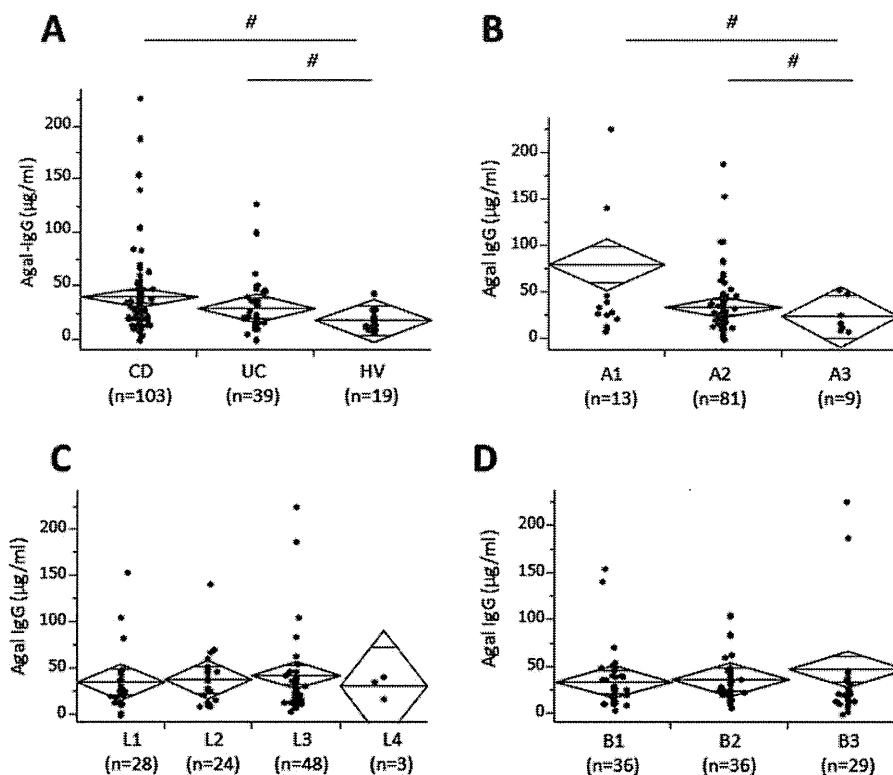 A
#
#
Agal-IgG (µg/ml)
200
150
100
50
0
CD UC HV
(n=103) (n=39) (n=19)
B
#
#
Agal IgG (µg/ml)
200
150
100
50
0
A1 A2 A3
(n=13) (n=81) (n=9)
C
Agal IgG (µg/ml)
200
150
100
50
0
L1 L2 L3 L4
(n=28) (n=24) (n=48) (n=3)
D
Agal IgG (µg/ml)
200
150
100
50
0
B1 B2 B3
(n=36) (n=36) (n=29)